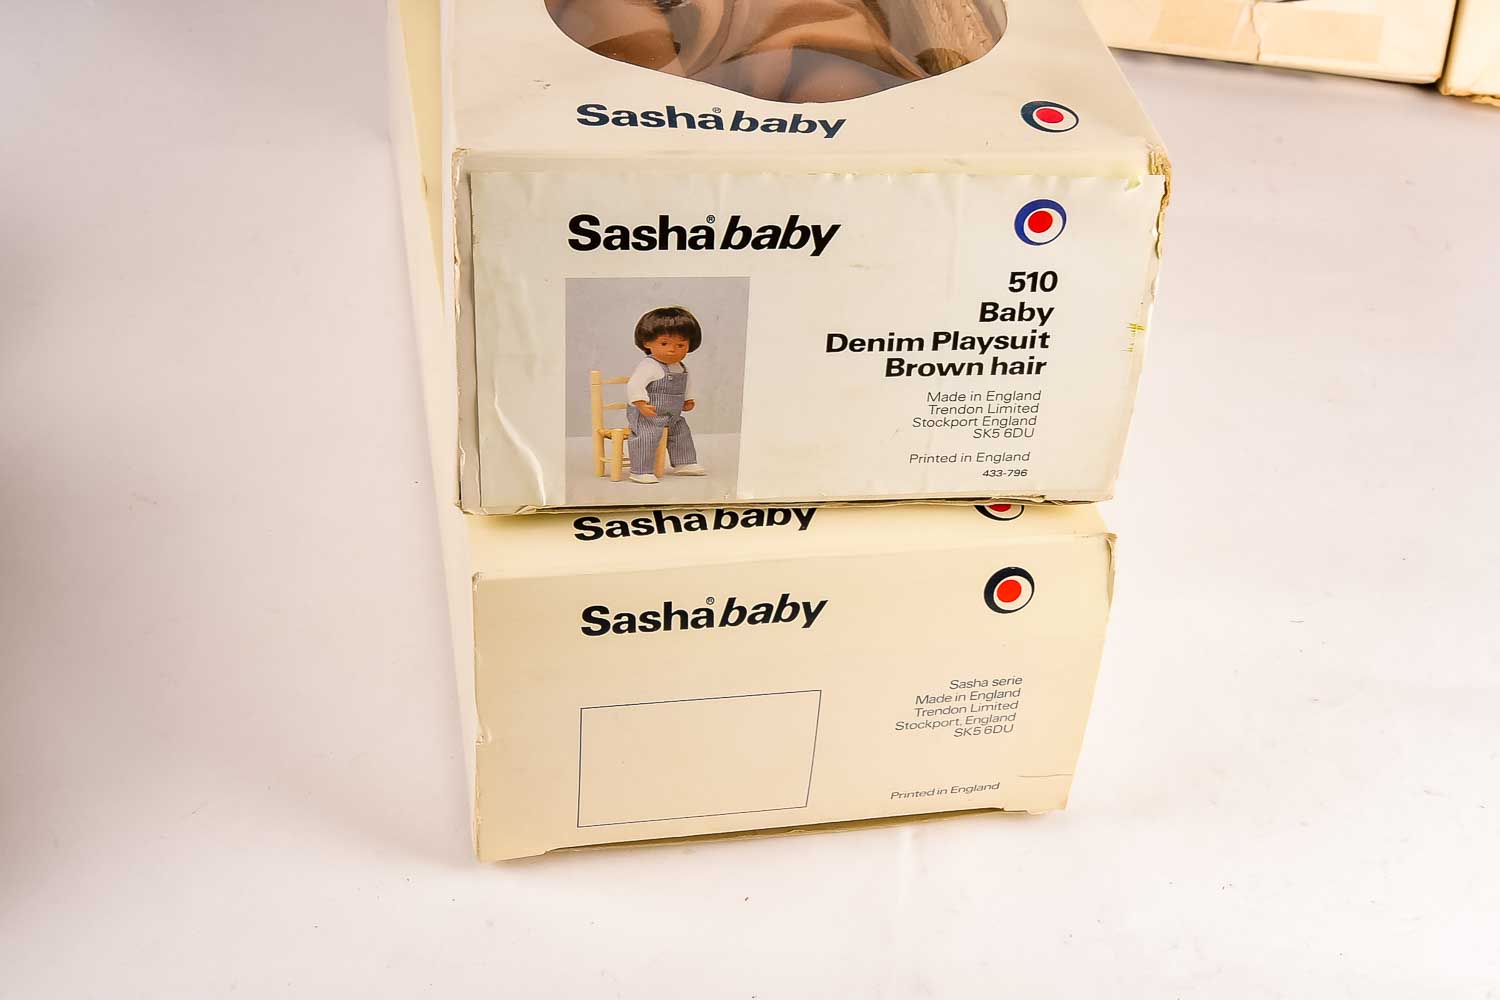 Sasha® baby
Sasha® baby
510
Baby
Denim Playsuit
Brown hair
Made in England
Trendon Limited
Stockport England
SK5 6DU
Printed in England
433-796
Sasha baby
Sasha® baby
Sasha serie
Made in England
Trendon Limited
Stockport. England
SK5 6DU
Printed in England